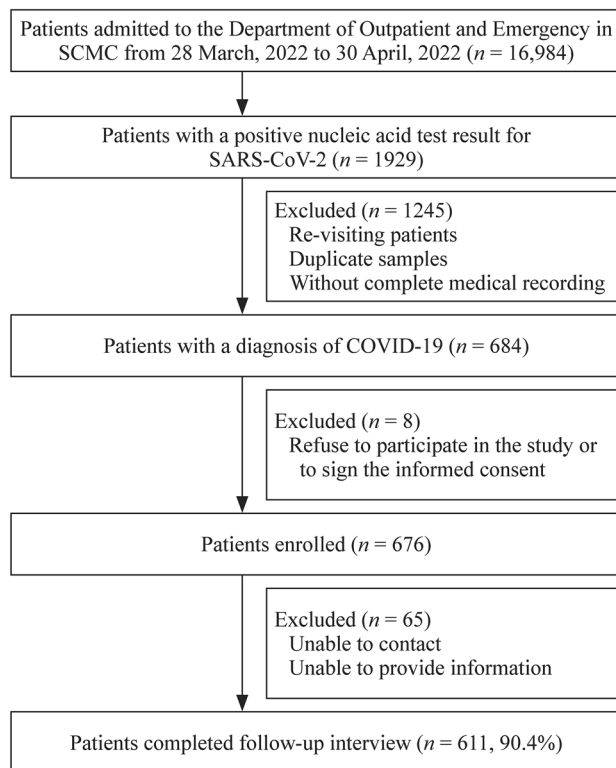 Patients admitted to the Department of Outpatient and Emergency in
SCMC from 28 March, 2022 to 30 April, 2022 (n = 16,984)
Patients with a positive nucleic acid test result for
SARS-CoV-2 (n = 1929)
Excluded (n = 1245)
Re-visiting patients
Duplicate samples
Without complete medical recording
Patients with a diagnosis of COVID-19 (n = 684)
Excluded (n = 8)
Refuse to participate in the study or
to sign the informed consent
Patients enrolled (n = 676)
Excluded (n = 65)
Unable to contact
Unable to provide information
Patients completed follow-up interview (n = 611, 90.4%)